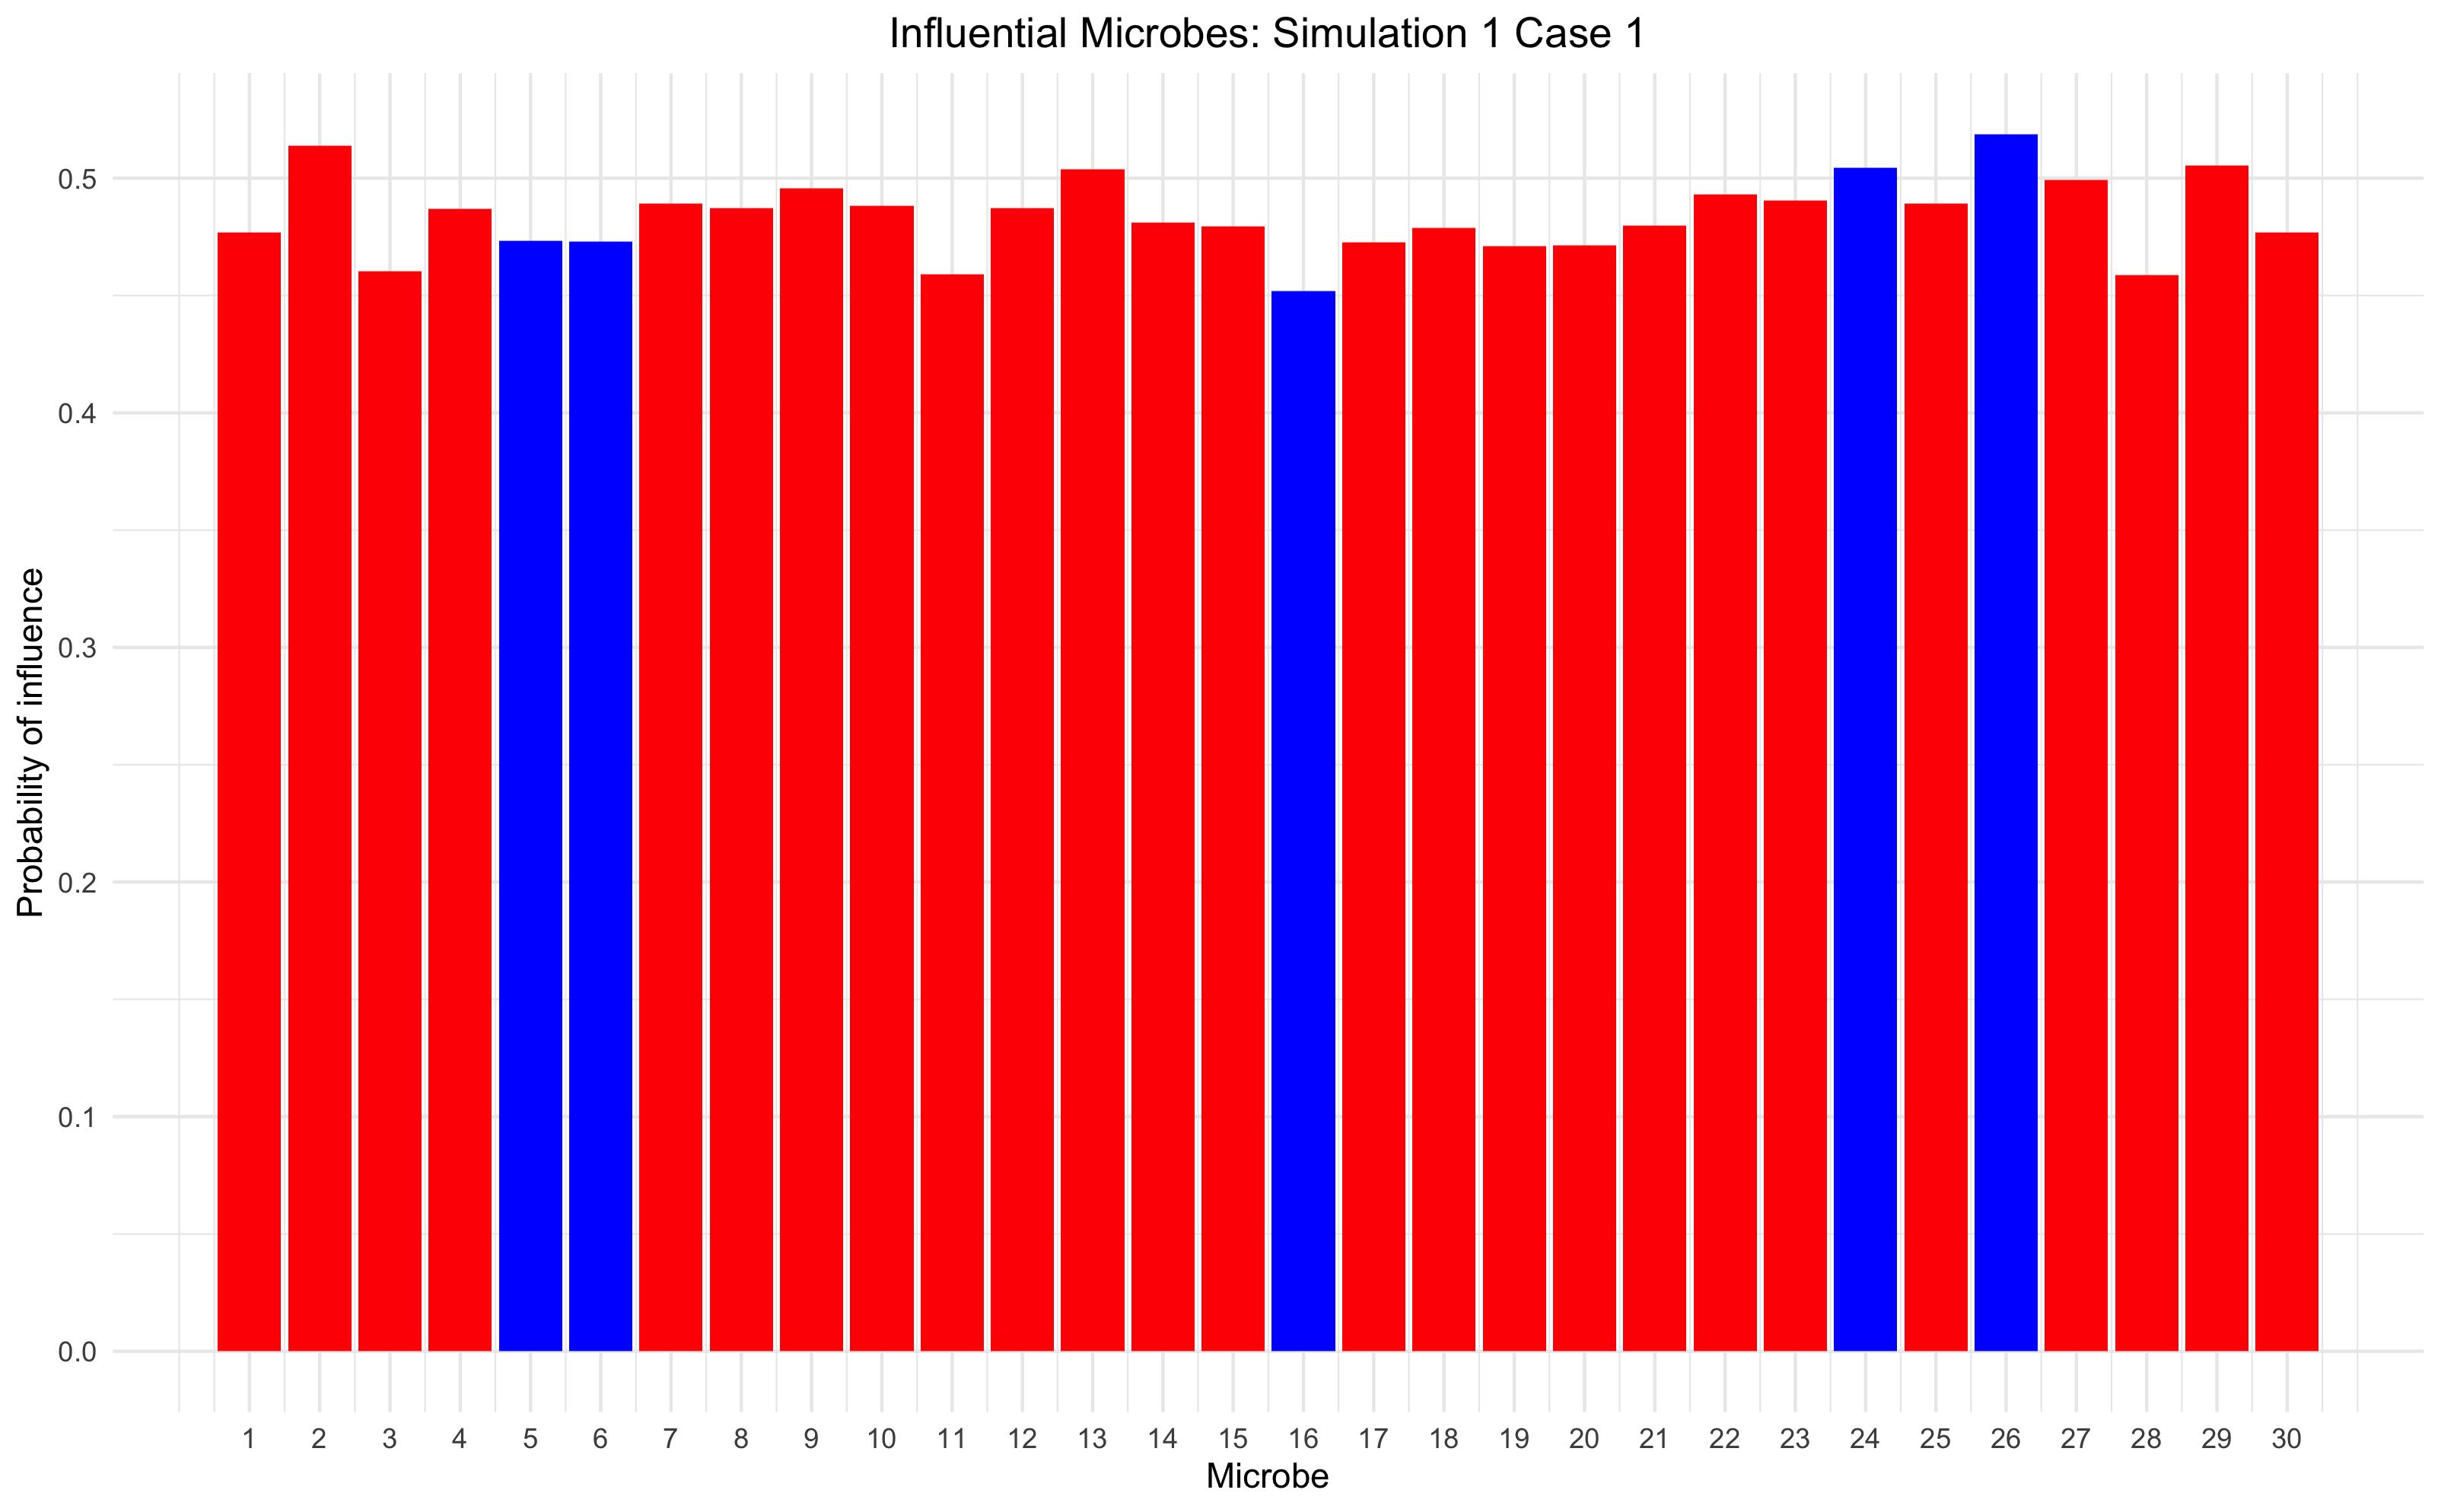 Influential Microbes: Simulation 1 Case 1
Probability of influence
0.5
0.4
0.3
0.2
0.1
0.0
1 2 3 4 5 6 7 8 9 10 11 12 13 14 15 16 17 18 19 20 21 22 23 24 25 26 27 28 29 30
Microbe